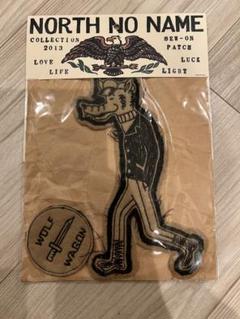 NORTH NO NAME
COLLECTION
2013
SEW-ON
PATCH
LOVE
LUCK
LIFE
LIGHT
WOLF
WAGON